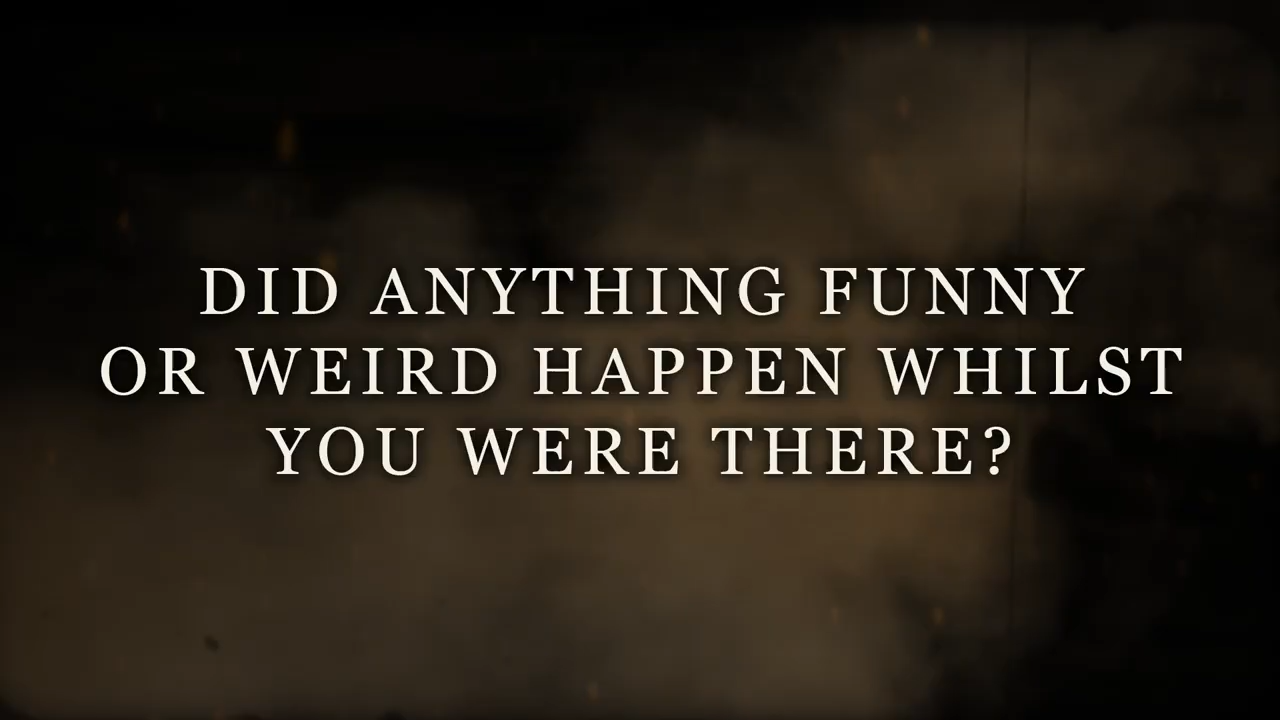 DID ANYTHING FUNNY
OR WEIRD HAPPEN WHILST
YOU WERE THERE?